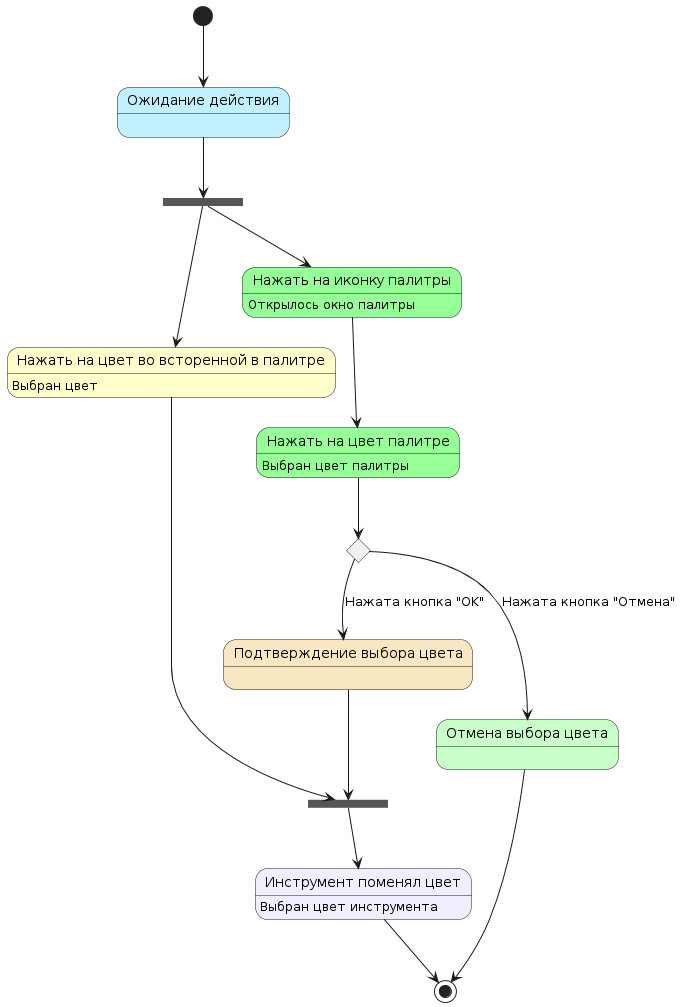 Ожидание действия
Нажать на иконку палитры
Открылось окно палитры
Нажать на цвет во всторенной в палитре
Выбран цвет
Нажать на цвет палитре
Выбран цвет палитры
Нажата кнопка "OK"
Нажата кнопка "Отмена"
Подтверждение выбора цвета
Отмена выбора цвета
Инструмент поменял цвет
Выбран цвет инструмента